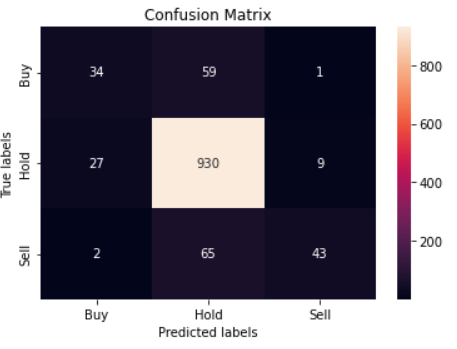 Confusion Matrix
Buy 34 59 1
800
600
True labels
Hold 27 930 9
400
200
Sell 2 65 43
Buy Hold Sell
Predicted labels